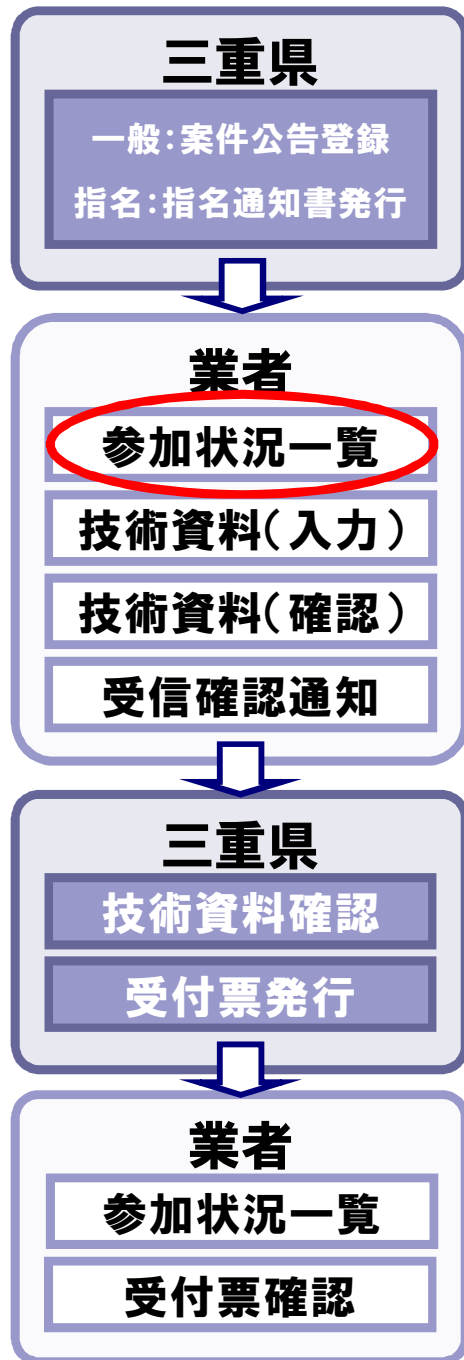 三重県
一般:案件公告登録
指名:指名通知書発行
業者
参加状況一覧
技術資料(入力)
技術資料(確認)
受信確認通知
三重県
技術資料確認
受付票発行
業者
参加状況一覧
受付票確認